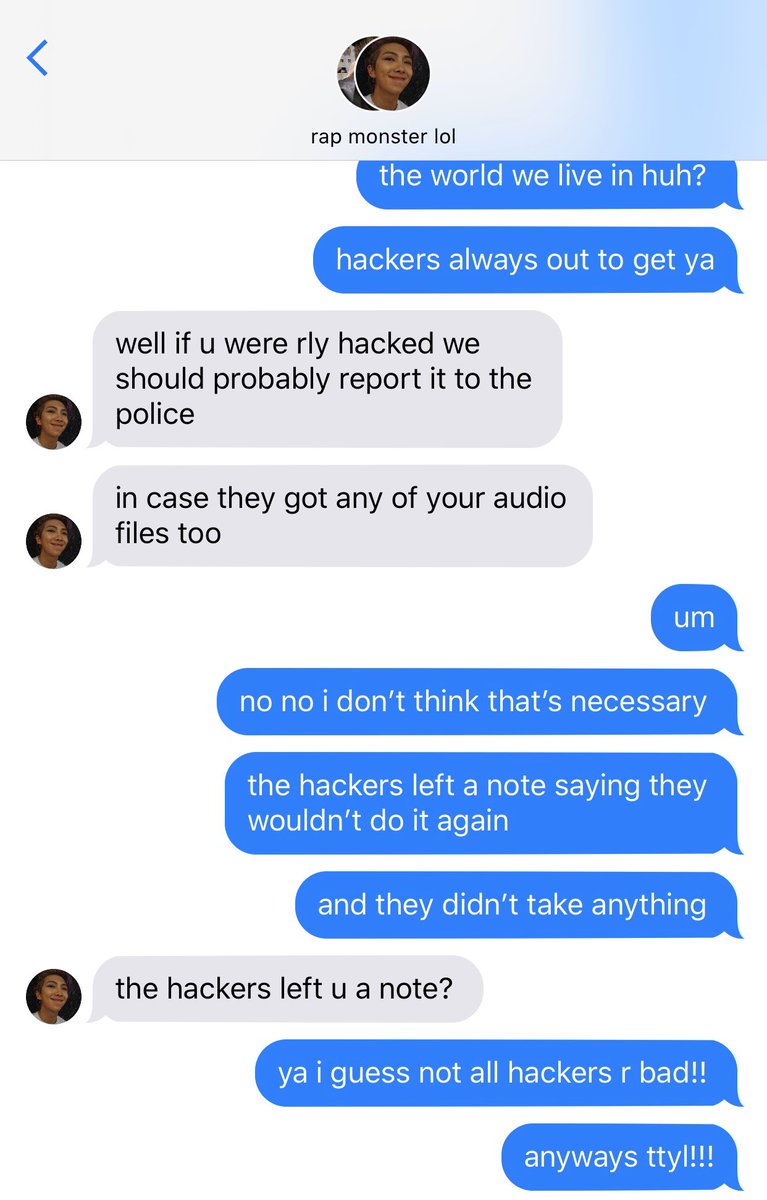 rap monster lol
the world we live in huh?
hackers always out to get ya
well if u were rly hacked we
should probably report it to the
police
in case they got any of your audio
files too
um
no no i don’t think that’s necessary
the hackers left a note saying they
wouldn’t do it again
and they didn’t take anything
the hackers left u a note?
ya i guess not all hackers r bad!!
anyways ttyl!!!